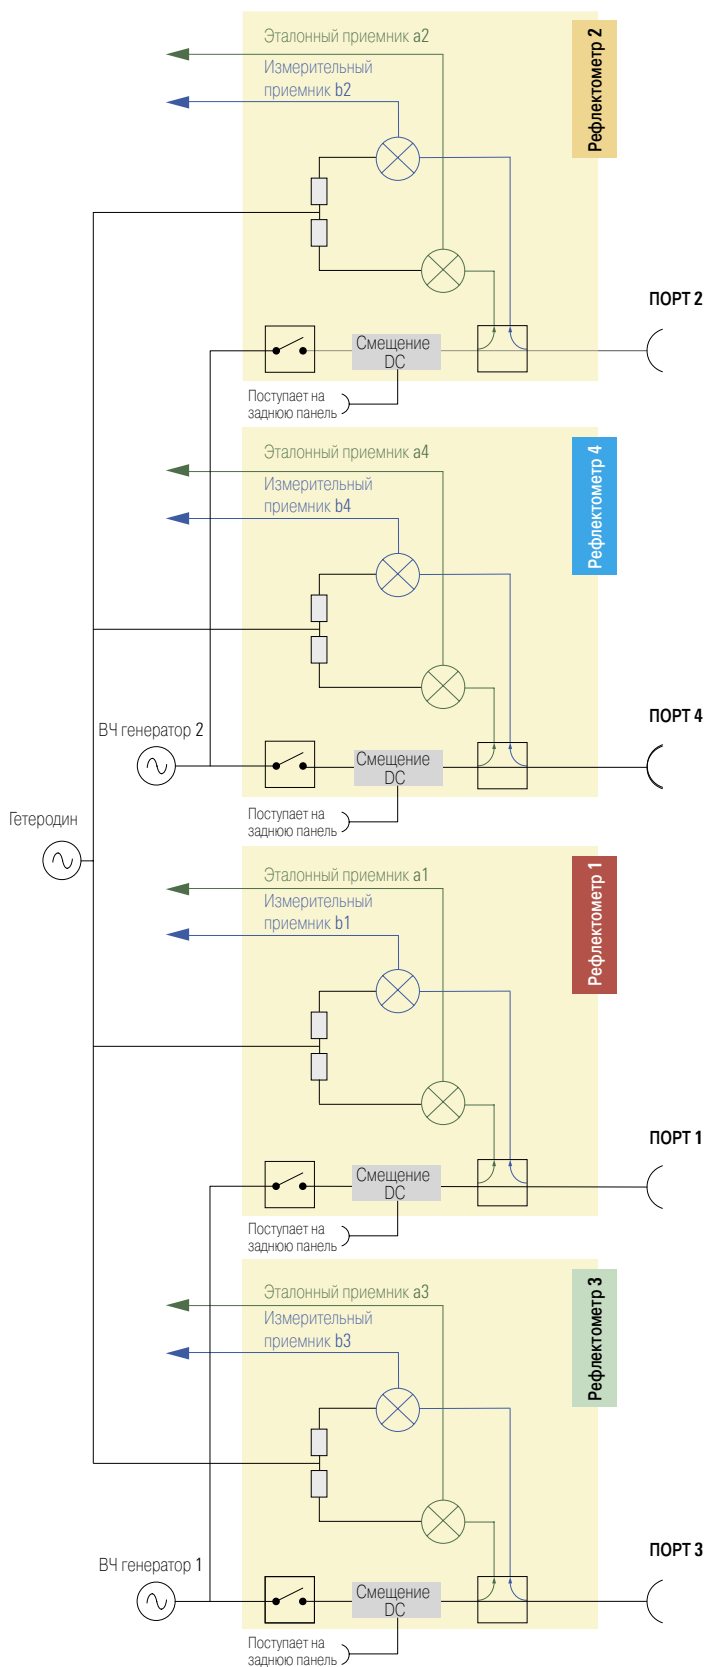 Эталонный приемник a2
Измерительный
приемник b2
Рефлектометр 2
ПОРТ 2
Смещение
DC
Поступает на
заднюю панель
Эталонный приемник a4
Измерительный
приемник b4
Рефлектометр 4
ПОРТ 4
ВЧ генератор 2
Смещение
DC
Поступает на
заднюю панель
Гетеродин
Эталонный приемник a1
Измерительный
приемник b1
Рефлектометр 1
ПОРТ 1
Смещение
DC
Поступает на
заднюю панель
Эталонный приемник a3
Измерительный
приемник b3
Рефлектометр 3
ПОРТ 3
ВЧ генератор 1
Смещение
DC
Поступает на
заднюю панель